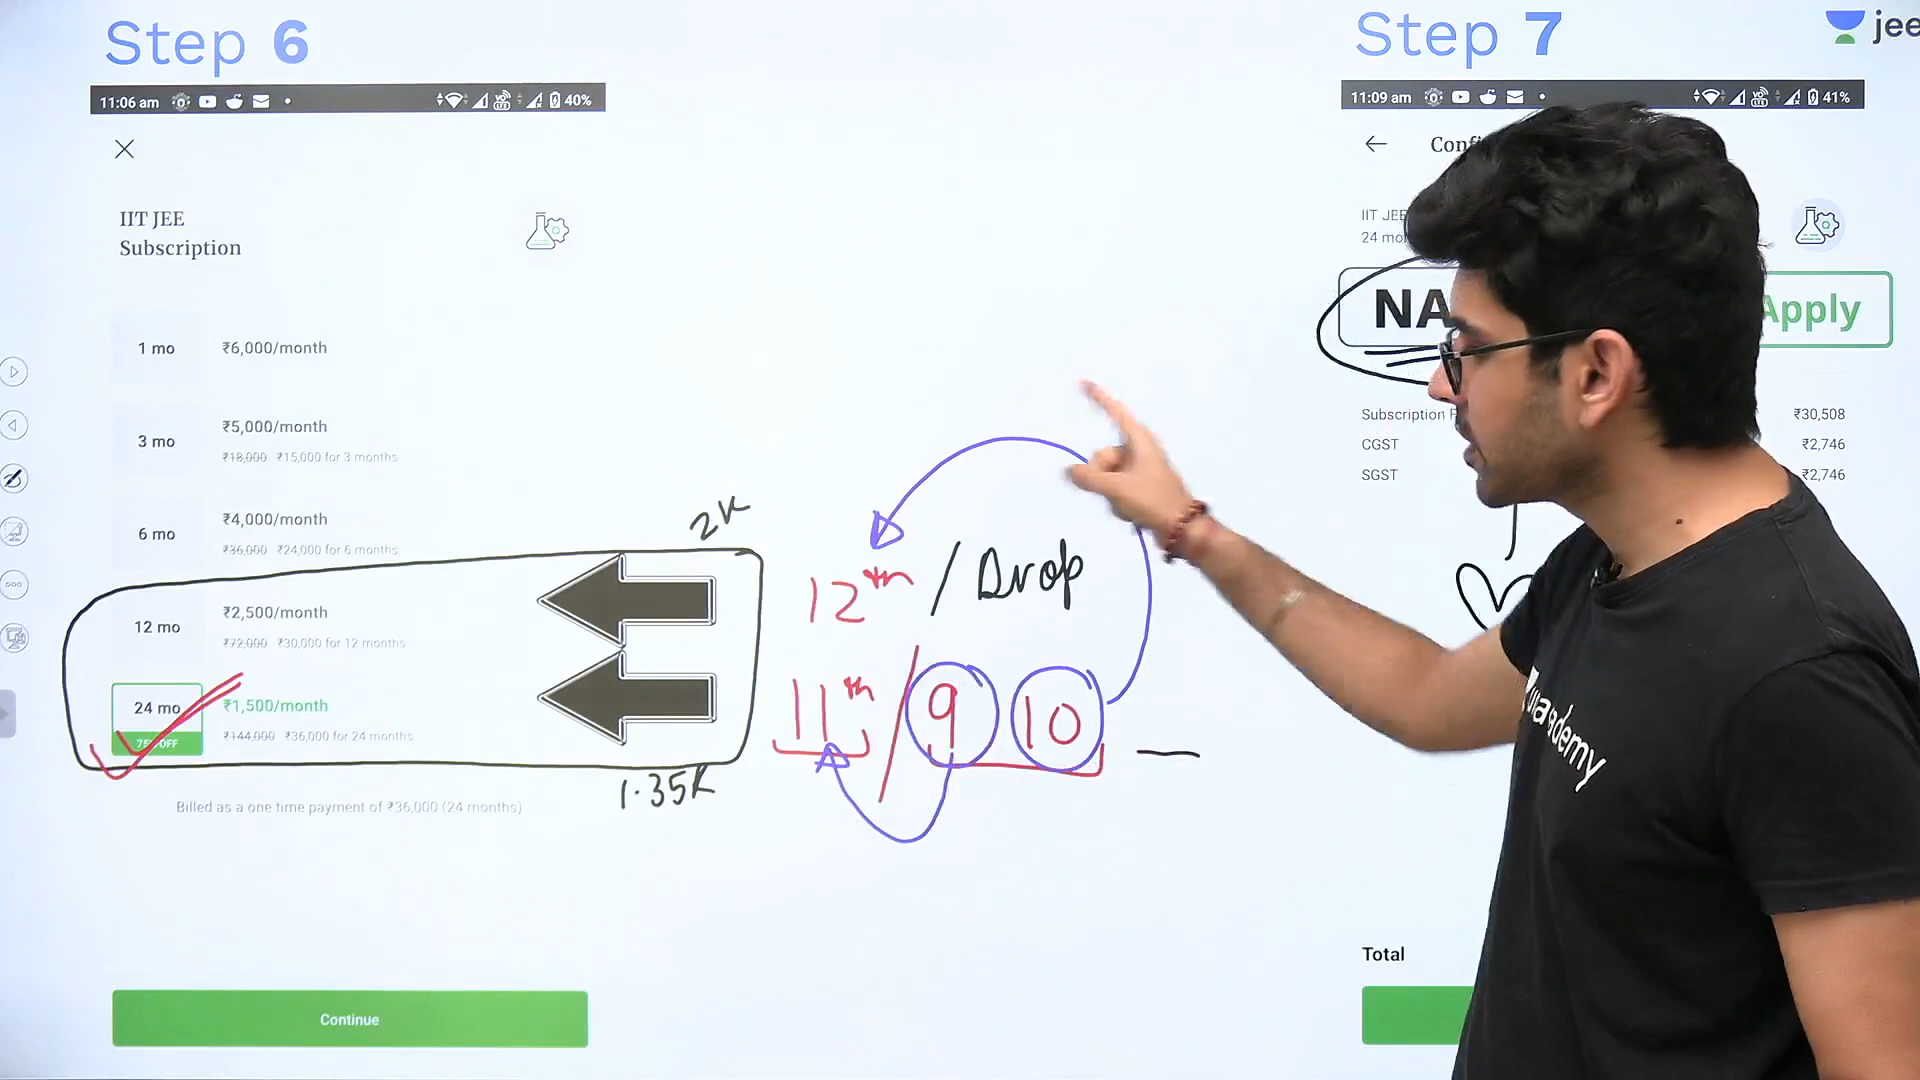 Step 6
11:06 am
40%
IIT JEE
Subscription
1 mo ₹6,000/month
3 mo ₹5,000/month
₹18,000 ₹15,000 for 3 months
6 mo ₹4,000/month
₹36,000 ₹24,000 for 6 months
12 mo ₹2,500/month
₹72,000 ₹30,000 for 12 months
24 mo ₹1,500/month
₹144,000 ₹36,000 for 24 months
Billed as a one time payment of ₹36,000 (24 months)
Continue
2K
1.35K
12th / Drop
11th / 9 10
Step 7
jee
11:09 am
41%
IIT JEE
24 mo
NA
Apply
Subscription
₹30,508
CGST ₹2,746
SGST ₹2,746
Total
unacademy